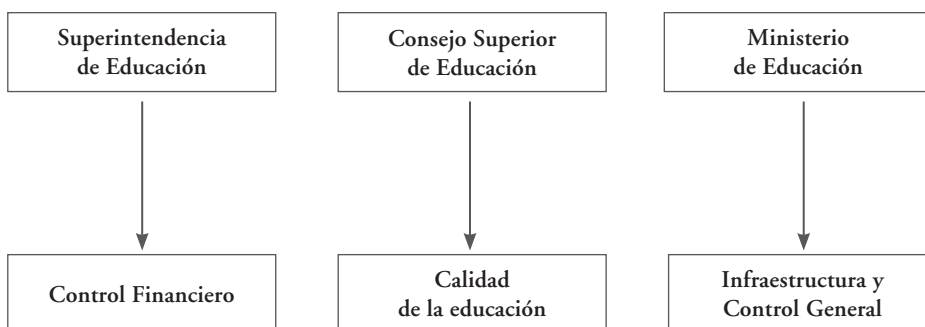 Superintendencia
de Educación
Consejo Superior
de Educación
Ministerio
de Educación
Control Financiero
Calidad
de la educación
Infraestructura y
Control General